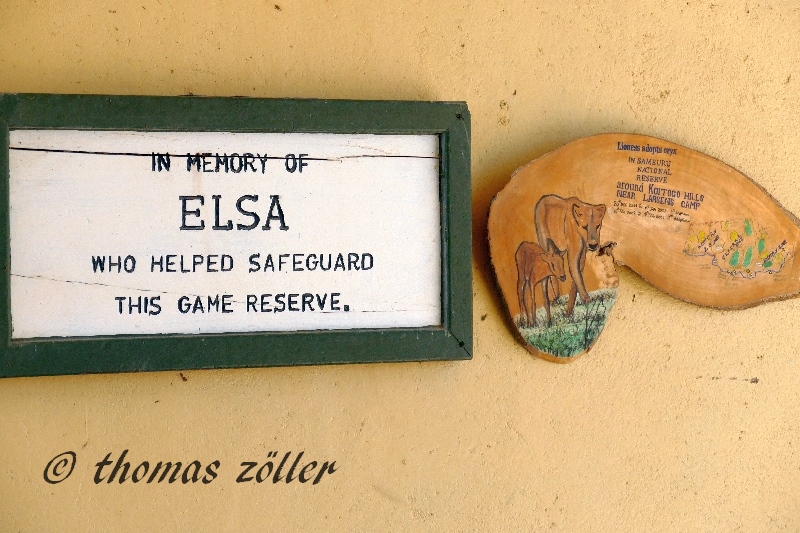 IN MEMORY OF
ELSA
WHO HELPED SAFEGUARD
THIS GAME RESERVE.
Lioness adopts oryx
IN SAMBURU
NATIONAL
RESERVE
around Koitogo HILLS
NEAR LARSENS CAMP
© thomas zöller